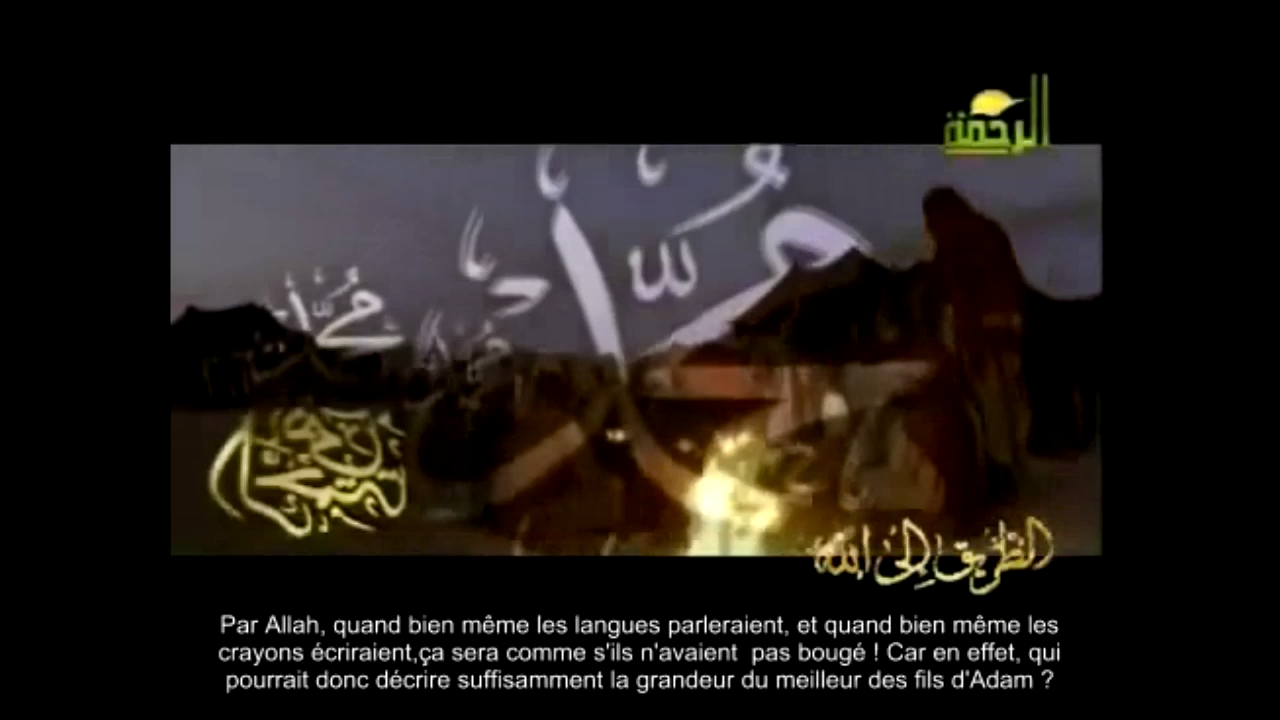 الرحمة
محمد
الطريق إلى الله
Par Allah, quand bien même les langues parleraient, et quand bien même les
crayons écriraient,ça sera comme s'ils n'avaient  pas bougé ! Car en effet, qui
pourrait donc décrire suffisamment la grandeur du meilleur des fils d'Adam ?